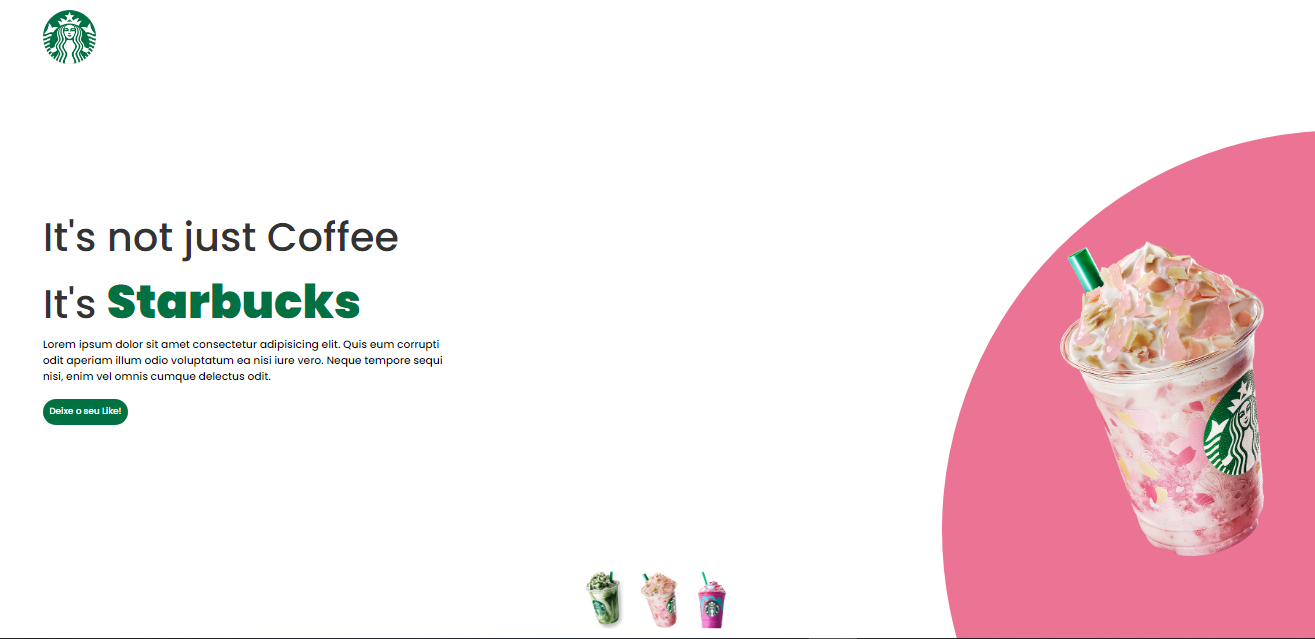 It's not just Coffee
It's Starbucks
Lorem ipsum dolor sit amet consectetur adipisicing elit. Quis eum corrupti
odit aperiam illum odio voluptatum ea nisi iure vero. Neque tempore sequi
nisi, enim vel omnis cumque delectus odit.
Deixe o seu Like!